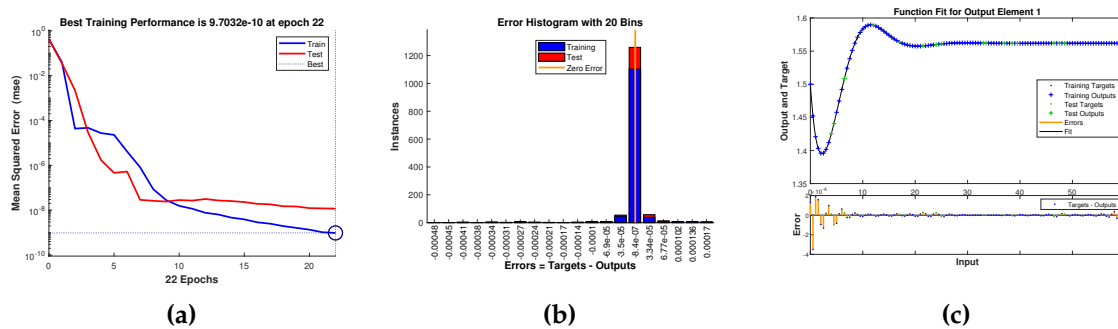 Best Training Performance is 9.7032e-10 at epoch 22
Mean Squared Error (mse)
10^0
10^-2
10^-4
10^-6
10^-8
10^-10
Train
Test
Best
0 5 10 15 20
22 Epochs
(a)
Error Histogram with 20 Bins
Instances
1200
1000
800
600
400
200
0
Training
Test
Zero Error
-0.00048
-0.00045
-0.00041
-0.00038
-0.00034
-0.00031
-0.00027
-0.00024
-0.00021
-0.00017
-0.00014
-0.0001
-6.9e-05
-3.5e-05
-8.4e-07
3.34e-05
6.77e-05
0.000102
0.000136
0.00017
Errors = Targets - Outputs
(b)
Function Fit for Output Element 1
Output and Target
1.6
1.55
1.5
1.45
1.4
1.35
Training Targets
Training Outputs
Test Targets
Test Outputs
Errors
Fit
10 20 30 40 50
Error
2
0
-2
-4
Targets - Outputs
0 10 20 30 40 50
Input
(c)